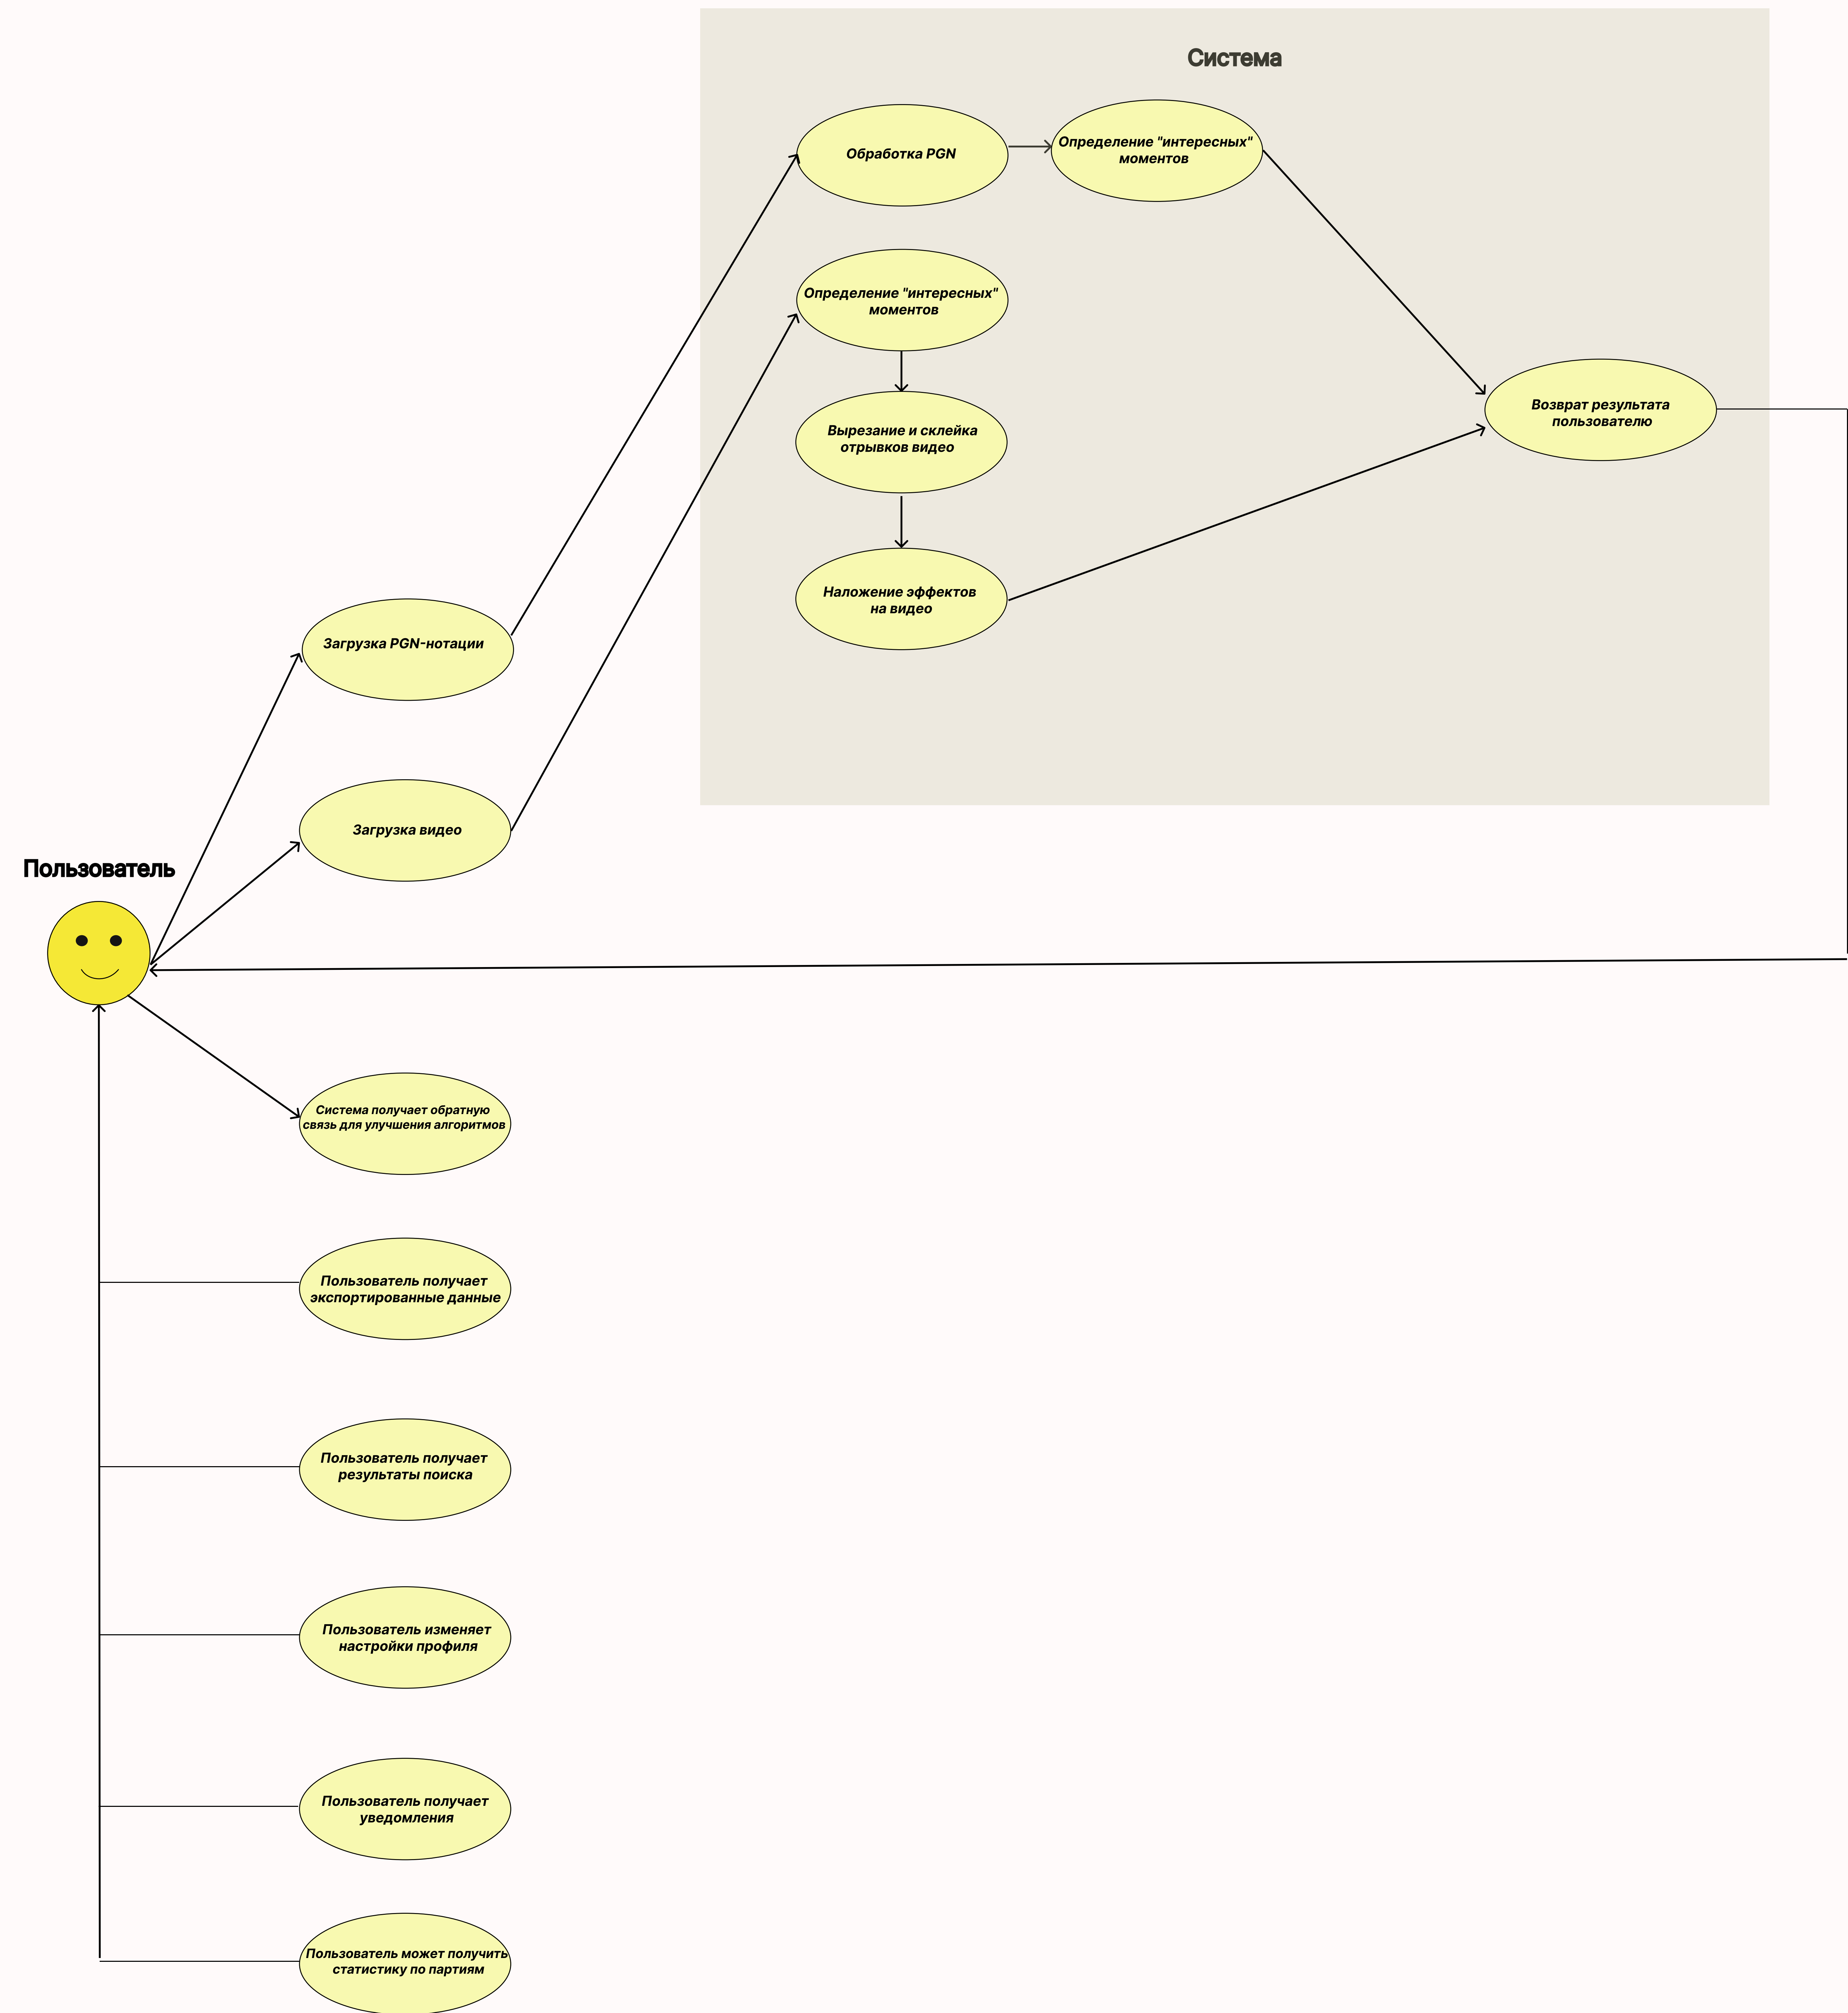 Система
Обработка PGN
Определение "интересных"
моментов
Определение "интересных"
моментов
Вырезание и склейка
отрывков видео
Возврат результата
пользователю
Наложение эффектов
на видео
Загрузка PGN-нотации
Загрузка видео
Пользователь
Система получает обратную
связь для улучшения алгоритмов
Пользователь получает
экспортированные данные
Пользователь получает
результаты поиска
Пользователь изменяет
настройки профиля
Пользователь получает
уведомления
Пользователь может получить
статистику по партиям